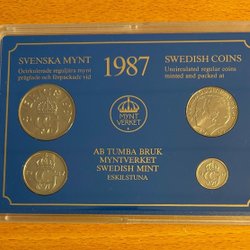 SVENSKA MYNT
Ocirkulerade reguljära mynt
präglade och förpackade vid
1987
SWEDISH COINS
Uncirculated regular coins
minted and packed at
MYNT
VERKET
AB TUMBA BRUK
MYNTVERKET
SWEDISH MINT
ESKILSTUNA